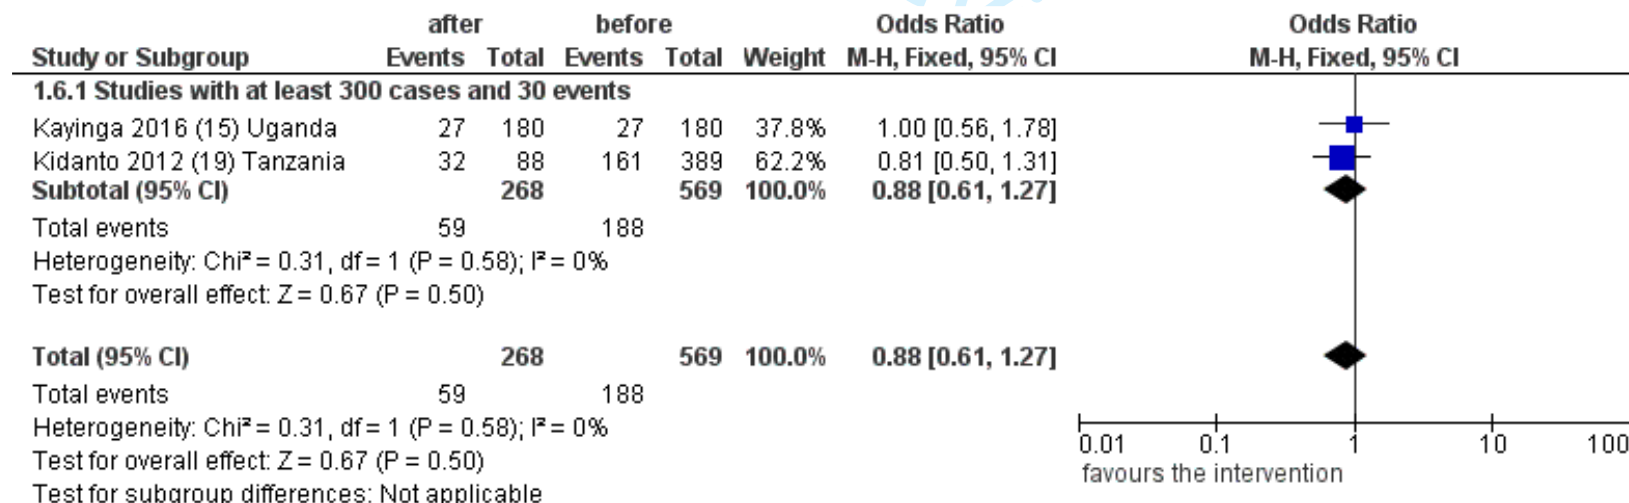 after before Odds Ratio Odds Ratio
Study or Subgroup Events Total Events Total Weight M-H, Fixed, 95% CI M-H, Fixed, 95% CI
1.6.1 Studies with at least 300 cases and 30 events
Kayinga 2016 (15) Uganda 27 180 27 180 37.8% 1.00 [0.56, 1.78]
Kidanto 2012 (19) Tanzania 32 88 161 389 62.2% 0.81 [0.50, 1.31]
Subtotal (95% CI) 268 569 100.0% 0.88 [0.61, 1.27]
Total events 59 188
Heterogeneity: Chi² = 0.31, df = 1 (P = 0.58); I² = 0%
Test for overall effect: Z = 0.67 (P = 0.50)
Total (95% CI) 268 569 100.0% 0.88 [0.61, 1.27]
Total events 59 188
Heterogeneity: Chi² = 0.31, df = 1 (P = 0.58); I² = 0%
Test for overall effect: Z = 0.67 (P = 0.50)
Test for subgroup differences: Not applicable
0.01 0.1 1 10 100
favours the intervention